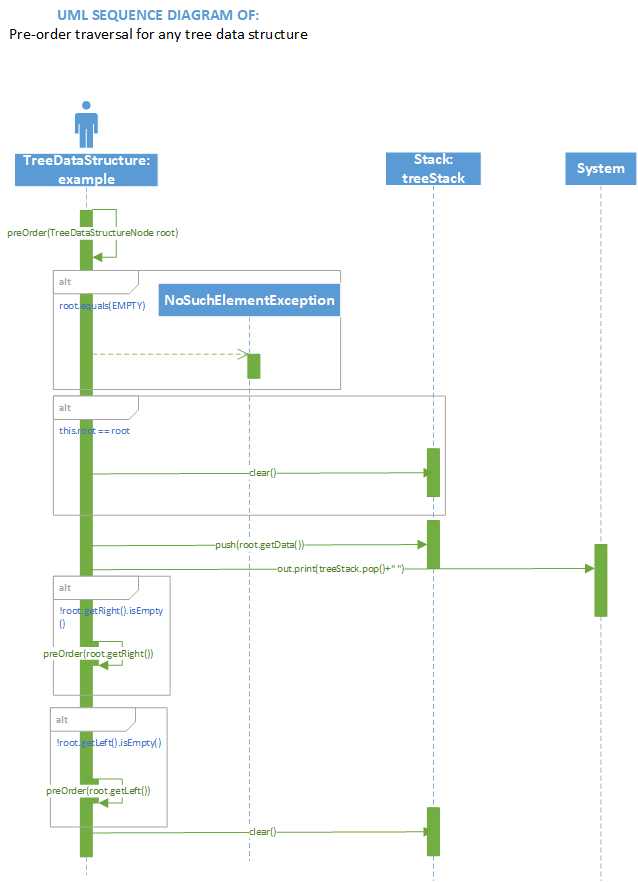 UML SEQUENCE DIAGRAM OF:
Pre-order traversal for any tree data structure
TreeDataStructure:
example
Stack:
treeStack
System
preOrder(TreeDataStructureNode root)
alt
root.equals(EMPTY)
NoSuchElementException
alt
this.root == root
clear()
push(root.getData())
out.print(treeStack.pop()+" ")
alt
!root.getRight().isEmpty
()
preOrder(root.getRight())
alt
!root.getLeft().isEmpty()
preOrder(root.getLeft())
clear()